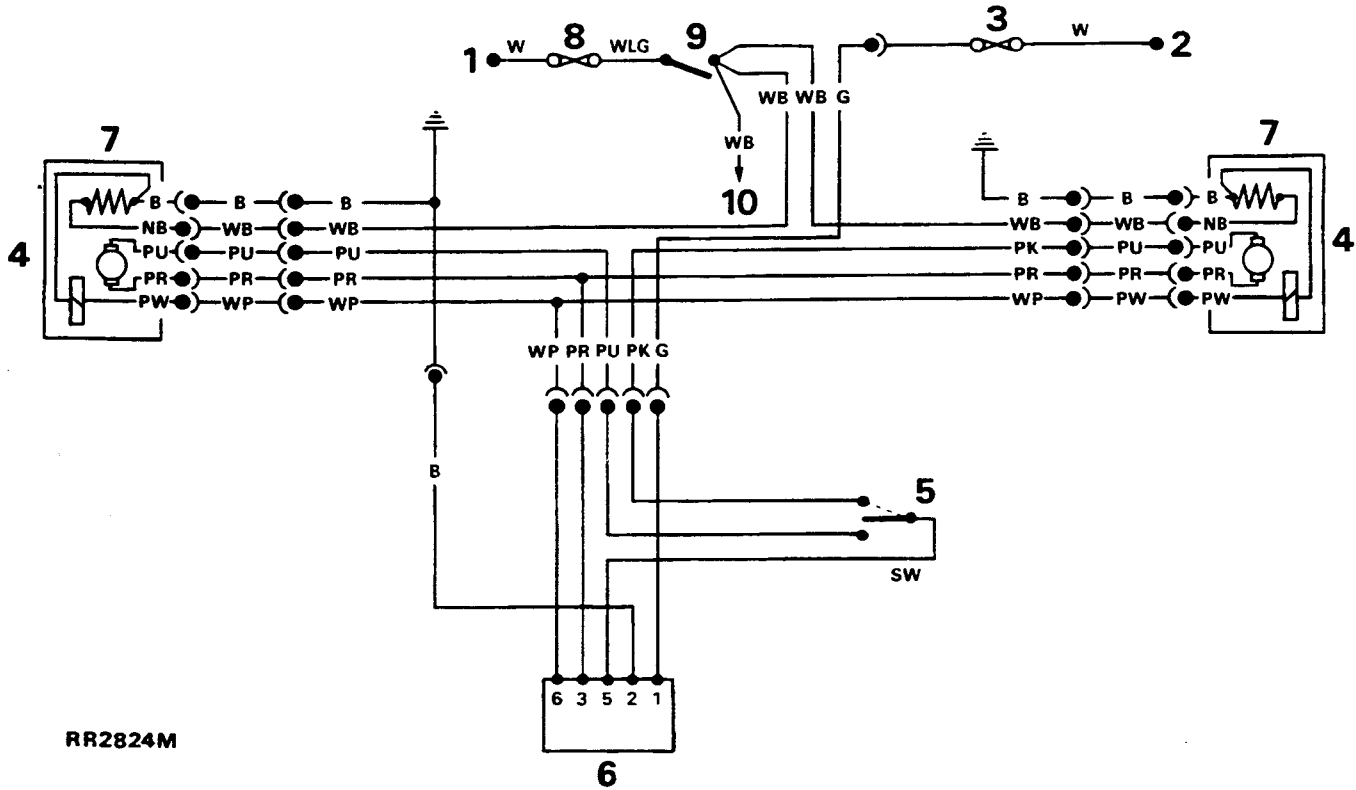 1 W 8 WLG 9 3 W 2
WB WB G
WB
10
7
7
B B B
NB WB WB
PU PU PU
PR PR PR
PW WP WP
4
B B B
WB WB NB
PK PU PU
PR PR PR
WP PW PW
4
WP PR PU PK G
B
5
SW
6 3 5 2 1
RR2824M
6